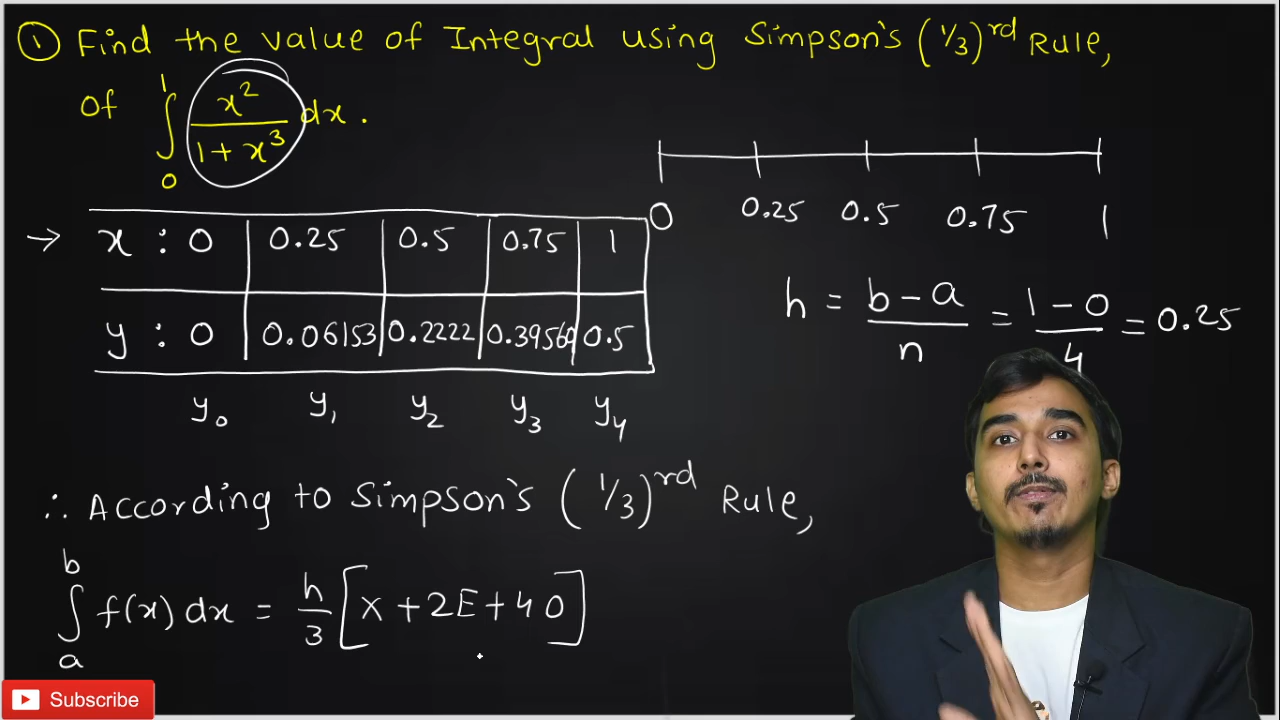 ① Find the value of Integral using Simpson's (1/3)rd Rule,
of ∫₀¹ x²/(1+x³) dx.
0 0.25 0.5 0.75 1
→ x : 0 | 0.25 | 0.5 | 0.75 | 1
y : 0 | 0.06153 | 0.2222 | 0.39560 | 0.5
y₀ y₁ y₂ y₃ y₄
h = (b-a)/n = (1-0)/4 = 0.25
∴ According to Simpson's (1/3)rd Rule,
∫ₐᵇ f(x) dx = h/3 [X + 2E + 4O]
Subscribe